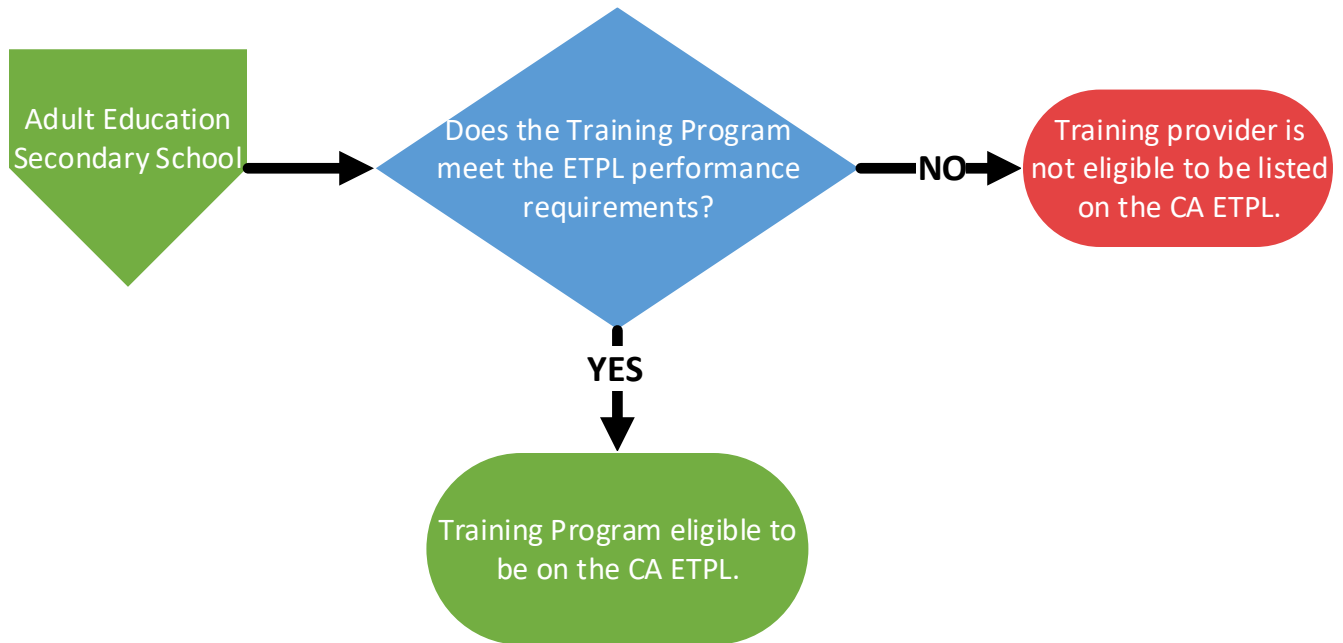 Adult Education
Secondary School
Does the Training Program
meet the ETPL performance
requirements?
NO
Training provider is
not eligible to be listed
on the CA ETPL.
YES
Training Program eligible to
be on the CA ETPL.